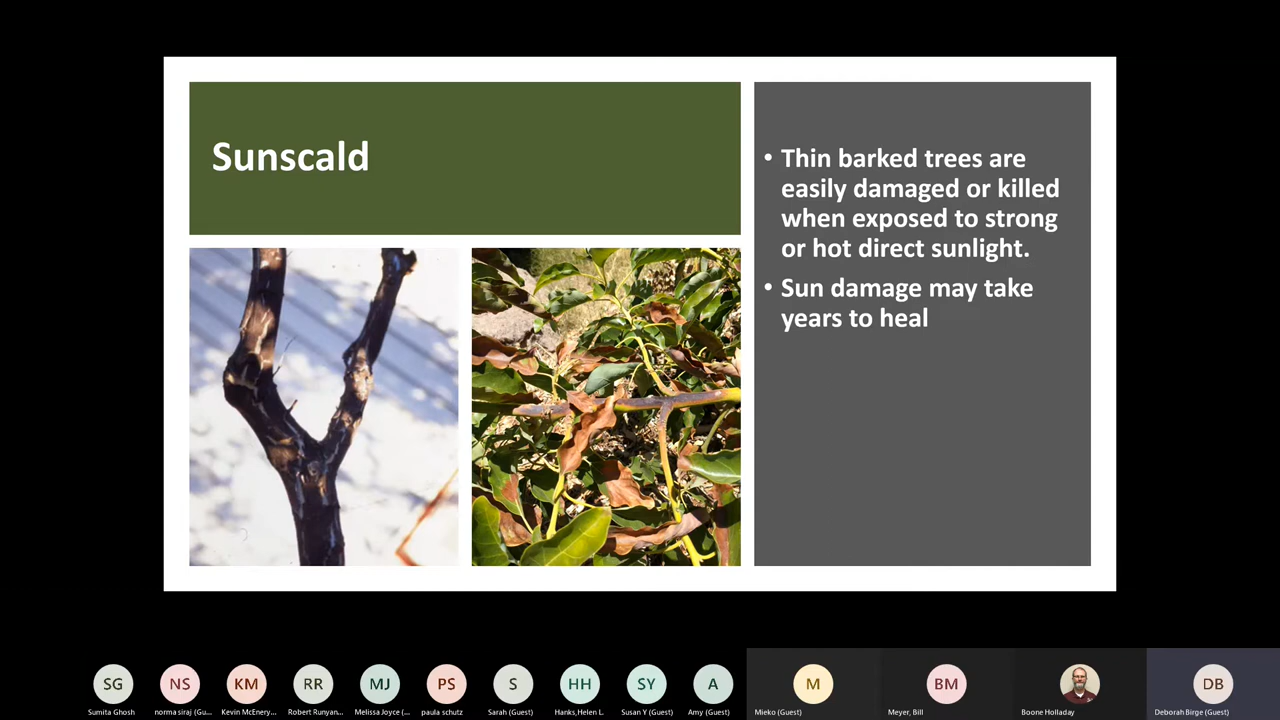 Sunscald
• Thin barked trees are
easily damaged or killed
when exposed to strong
or hot direct sunlight.
• Sun damage may take
years to heal
SG
NS
KM
RR
MJ
PS
S
HH
SY
A
M
BM
DB
Sumita Ghosh
norma siraj (Gu...
Kevin McEnery...
Robert Runyan...
Melissa Joyce (...
paula schutz
Sarah (Guest)
Hanks,Helen L.
Susan Y (Guest)
Amy (Guest)
Mieko (Guest)
Meyer, Bill
Boone Holladay
Deborah Birge (Guest)